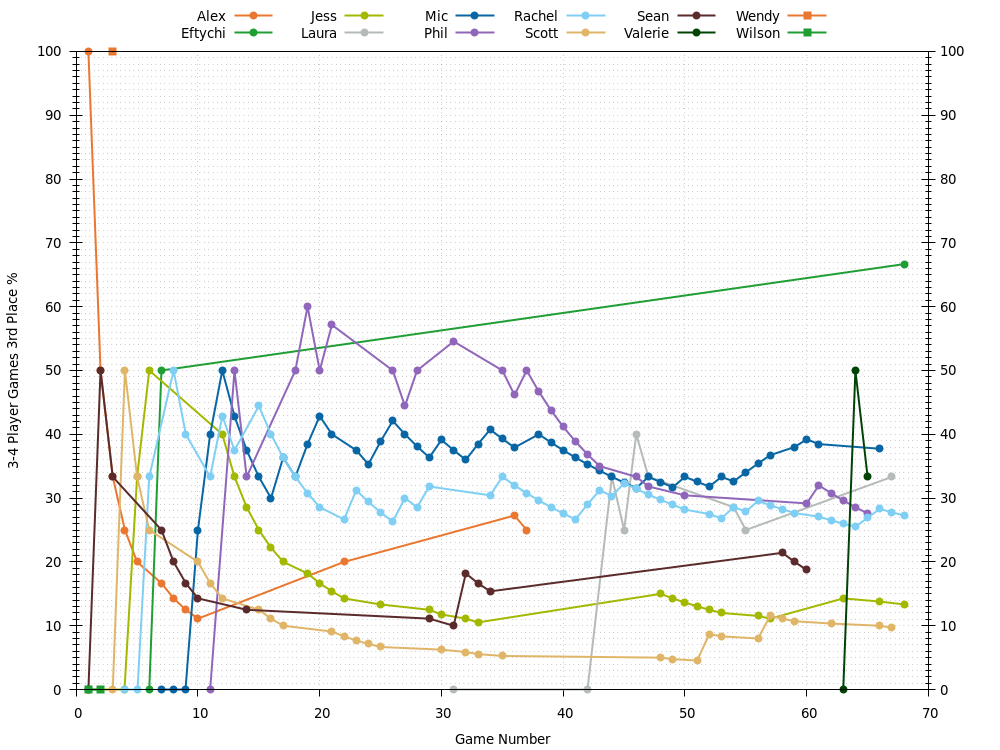 Alex Jess Mic Rachel Sean Wendy
Eftychi Laura Phil Scott Valerie Wilson
100 100
90 90
80 80
70 70
60 60
50 50
40 40
30 30
20 20
10 10
0 0
3-4 Player Games 3rd Place %
0 10 20 30 40 50 60 70
Game Number